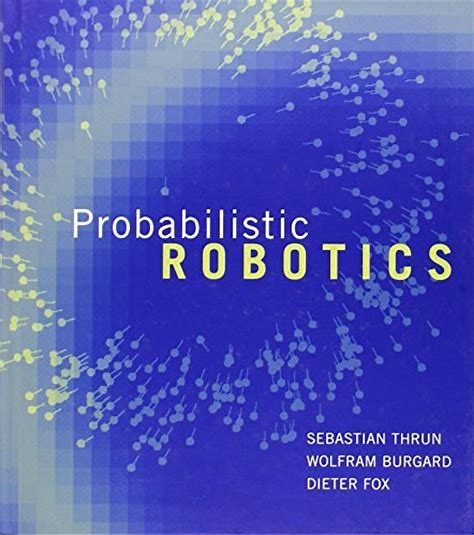 Probabilistic
ROBOTICS
SEBASTIAN THRUN
WOLFRAM BURGARD
DIETER FOX